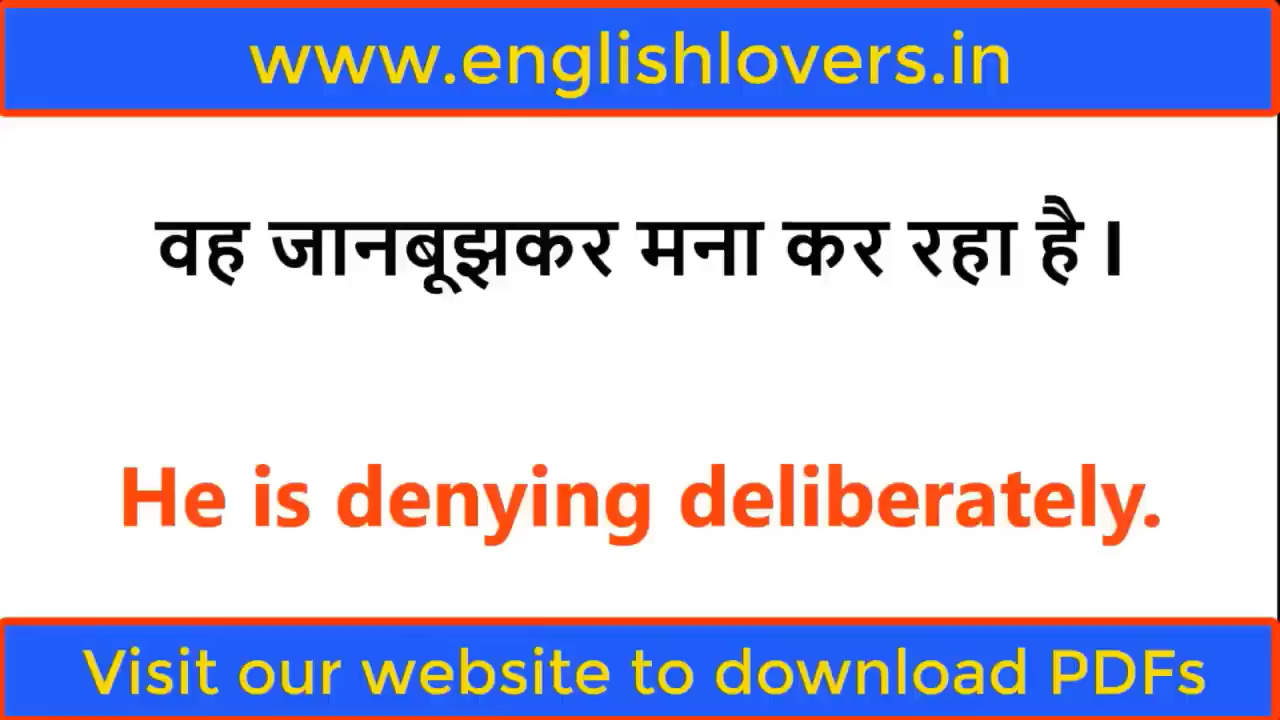 www.englishlovers.in
वह जानबूझकर मना कर रहा है ।
He is denying deliberately.
Visit our website to download PDFs